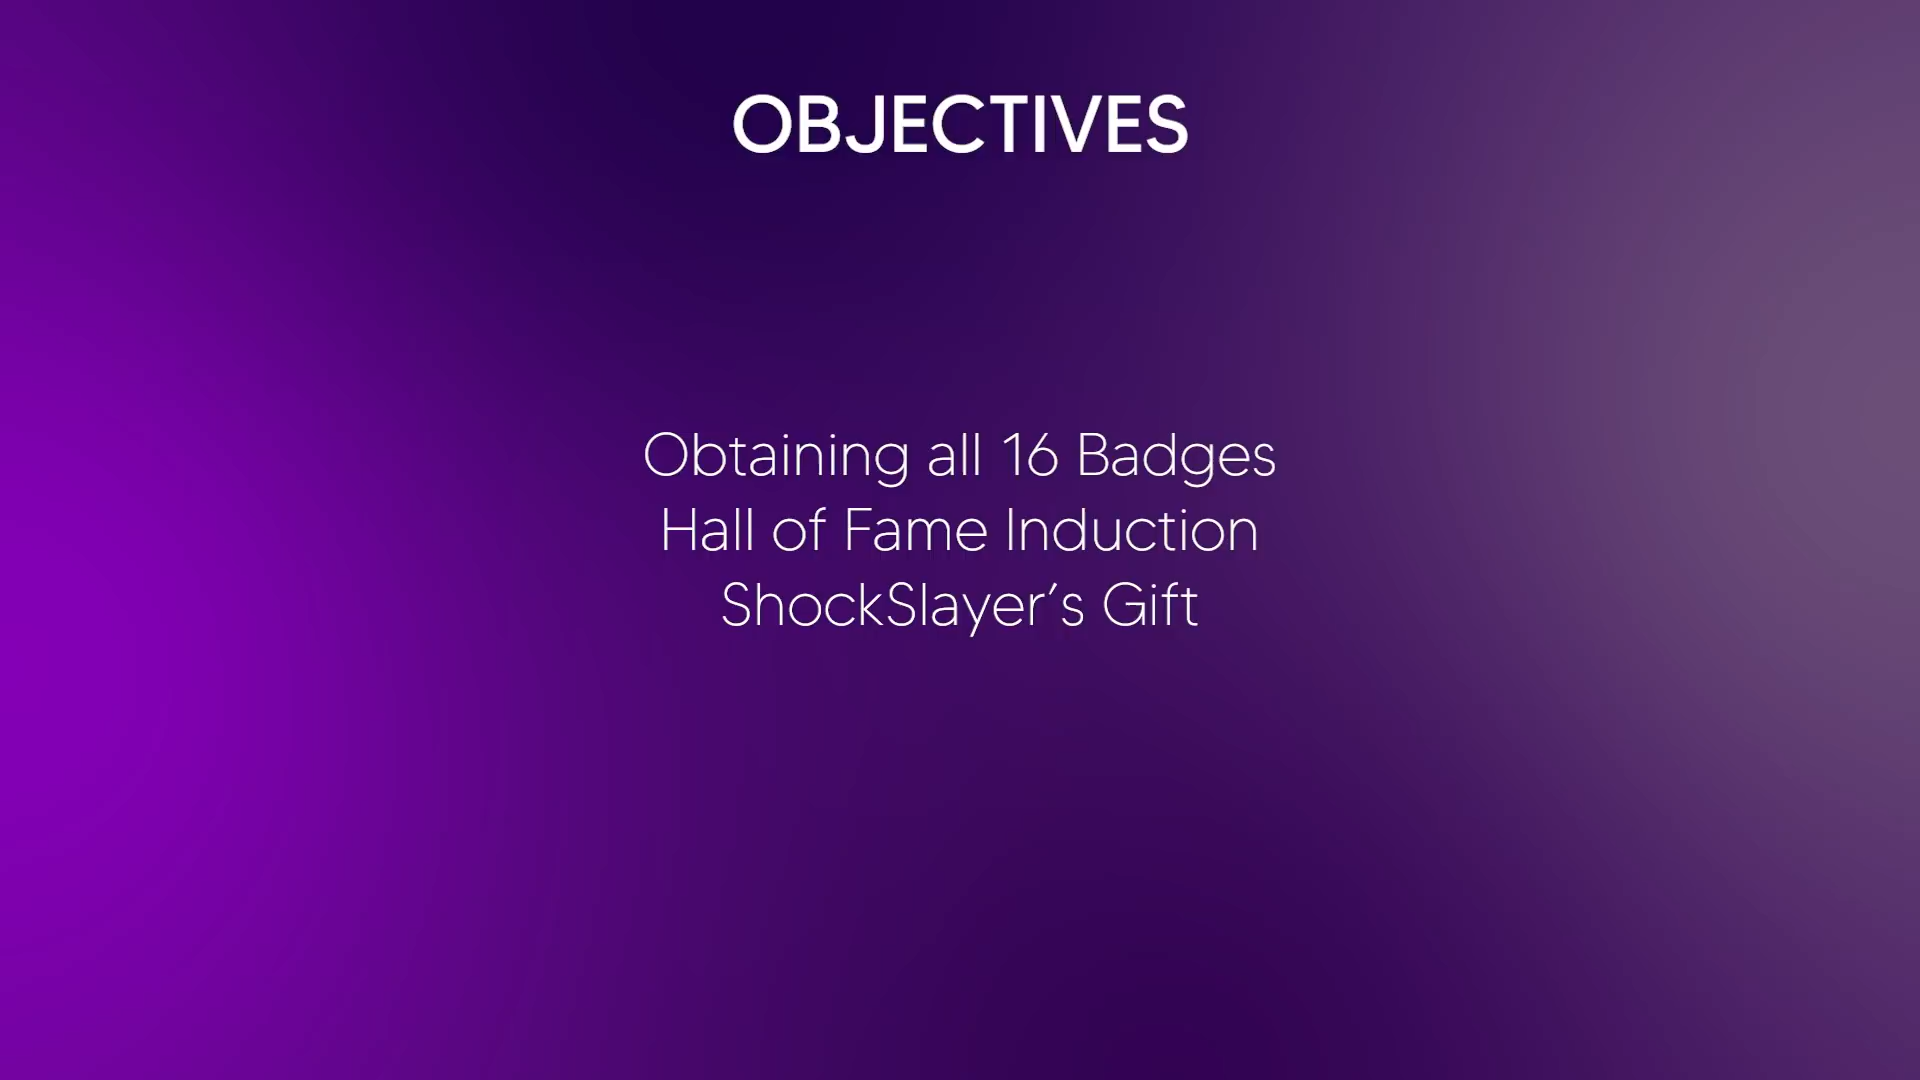 OBJECTIVES
Obtaining all 16 Badges
Hall of Fame Induction
ShockSlayer’s Gift